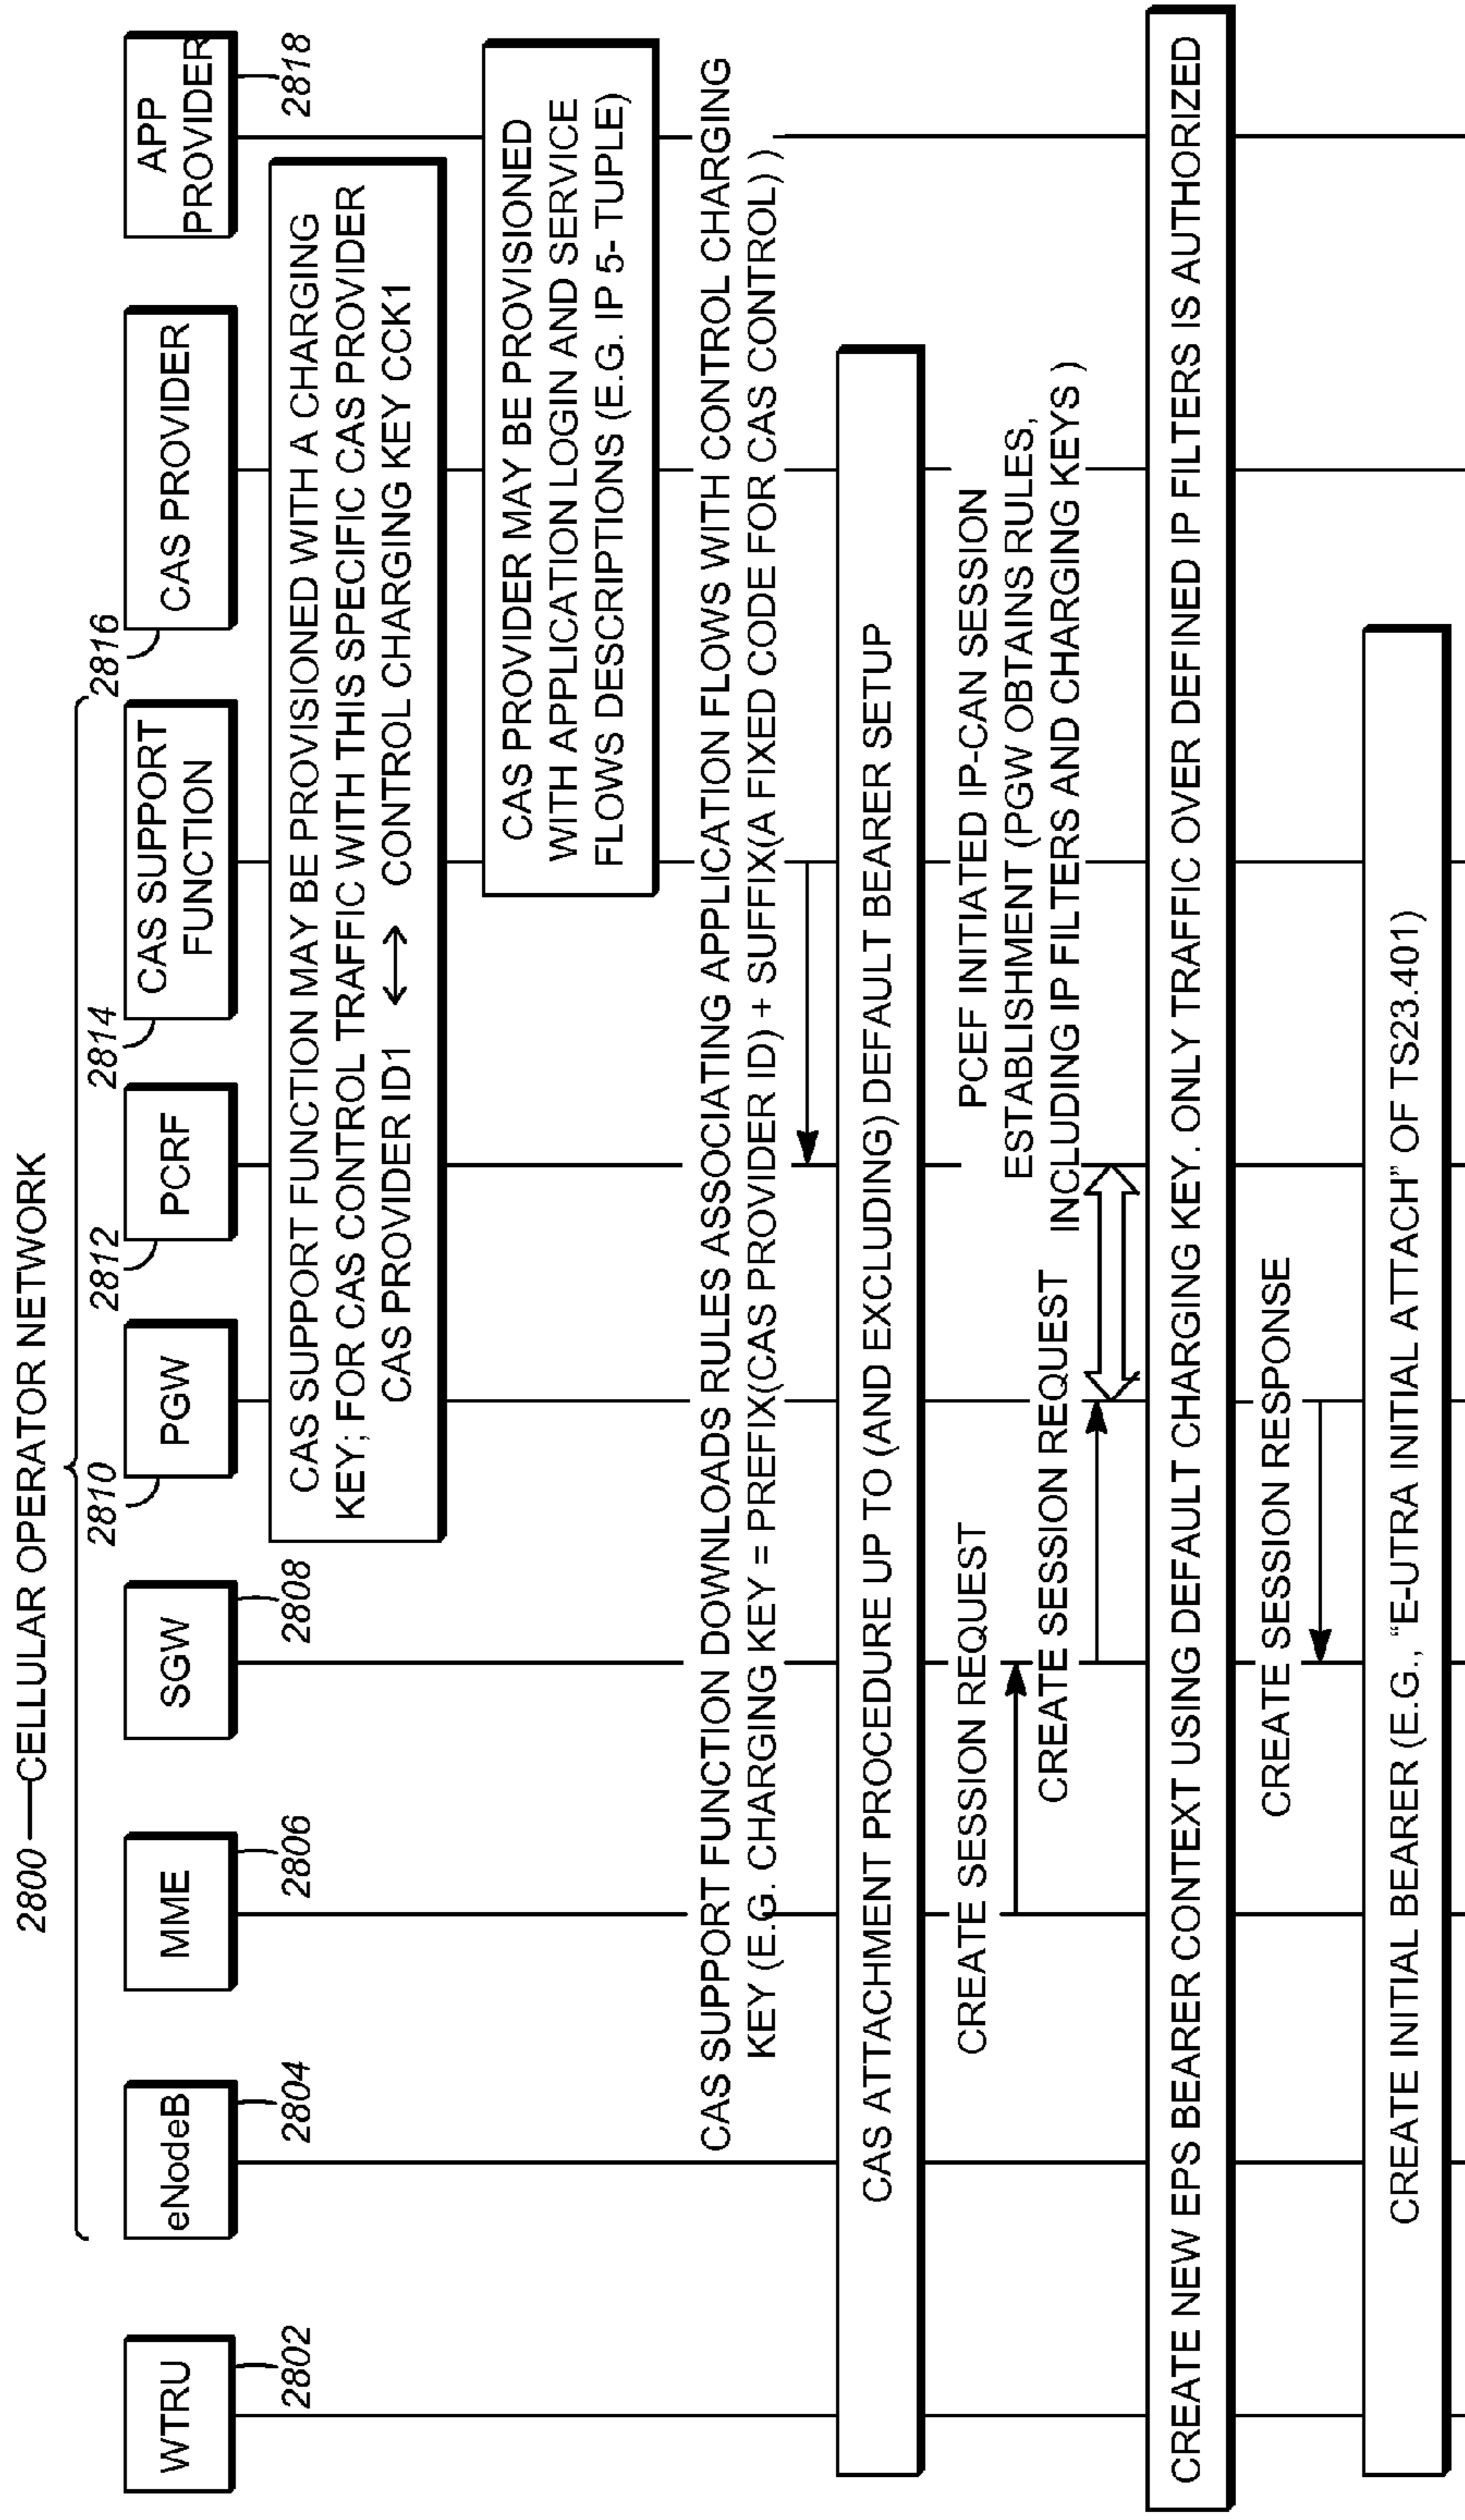 2800 CELLULAR OPERATOR NETWORK
WTRU
2802
eNodeB
2804
MME
2806
SGW
2808
PGW
2810
PCRF
2812
CAS SUPPORT
FUNCTION
2814
CAS PROVIDER
2816
APP
PROVIDER
2818
CAS SUPPORT FUNCTION MAY BE PROVISIONED WITH A CHARGING
KEY; FOR CAS CONTROL TRAFFIC WITH THIS SPECIFIC CAS PROVIDER
CAS PROVIDER ID1 ↔ CONTROL CHARGING KEY CCK1
CAS PROVIDER MAY BE PROVISIONED
WITH APPLICATION LOGIN AND SERVICE
FLOWS DESCRIPTIONS (E.G. IP 5- TUPLE)
CAS SUPPORT FUNCTION DOWNLOADS RULES ASSOCIATING APPLICATION FLOWS WITH CONTROL CHARGING
KEY (E.G. CHARGING KEY = PREFIX(CAS PROVIDER ID) + SUFFIX(A FIXED CODE FOR CAS CONTROL))
CAS ATTACHMENT PROCEDURE UP TO (AND EXCLUDING) DEFAULT BEARER SETUP
CREATE SESSION REQUEST
CREATE SESSION REQUEST
PCEF INITIATED IP-CAN SESSION
ESTABLISHMENT (PGW OBTAINS RULES,
INCLUDING IP FILTERS AND CHARGING KEYS )
CREATE NEW EPS BEARER CONTEXT USING DEFAULT CHARGING KEY. ONLY TRAFFIC OVER DEFINED IP FILTERS IS AUTHORIZED
CREATE SESSION RESPONSE
CREATE INITIAL BEARER (E.G., “E-UTRA INITIAL ATTACH” OF TS23.401)